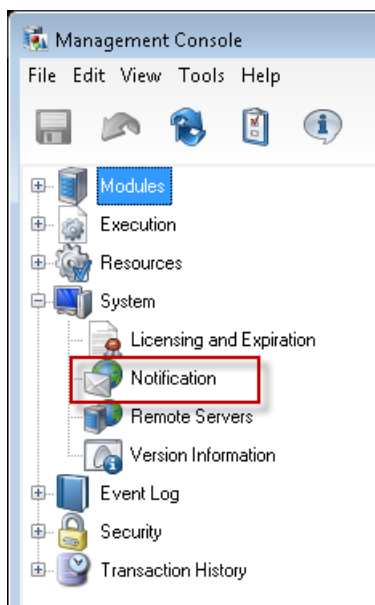 Management Console
File Edit View Tools Help
Modules
Execution
Resources
System
Licensing and Expiration
Notification
Remote Servers
Version Information
Event Log
Security
Transaction History